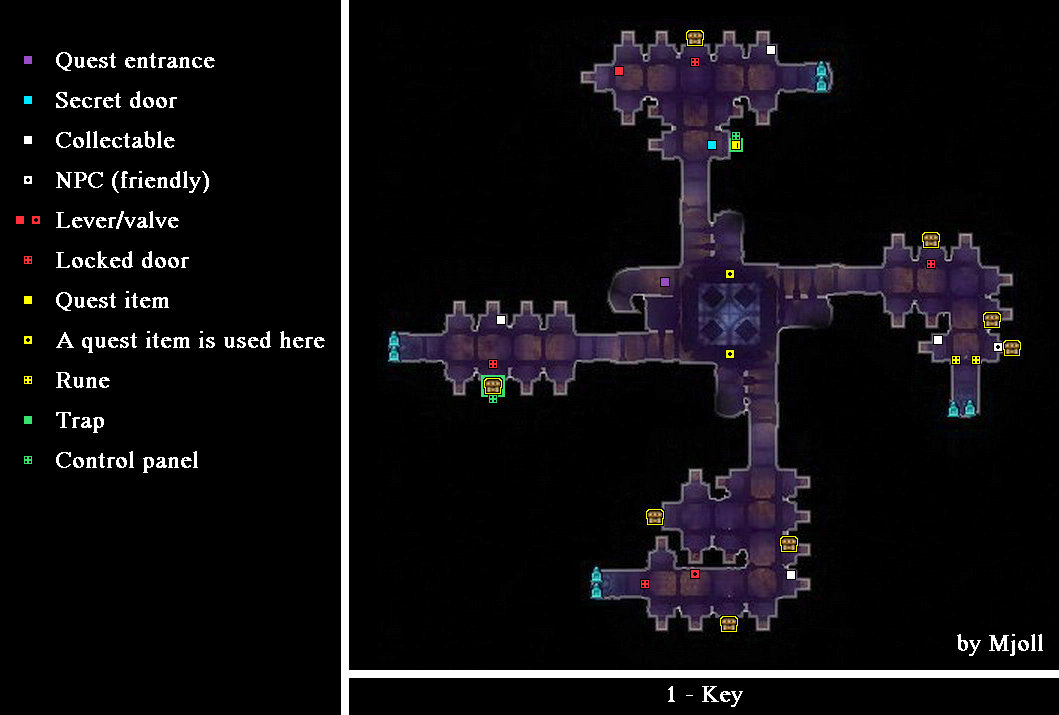 Quest entrance
Secret door
Collectable
NPC (friendly)
Lever/valve
Locked door
Quest item
A quest item is used here
Rune
Trap
Control panel
1
by Mjoll
1 - Key